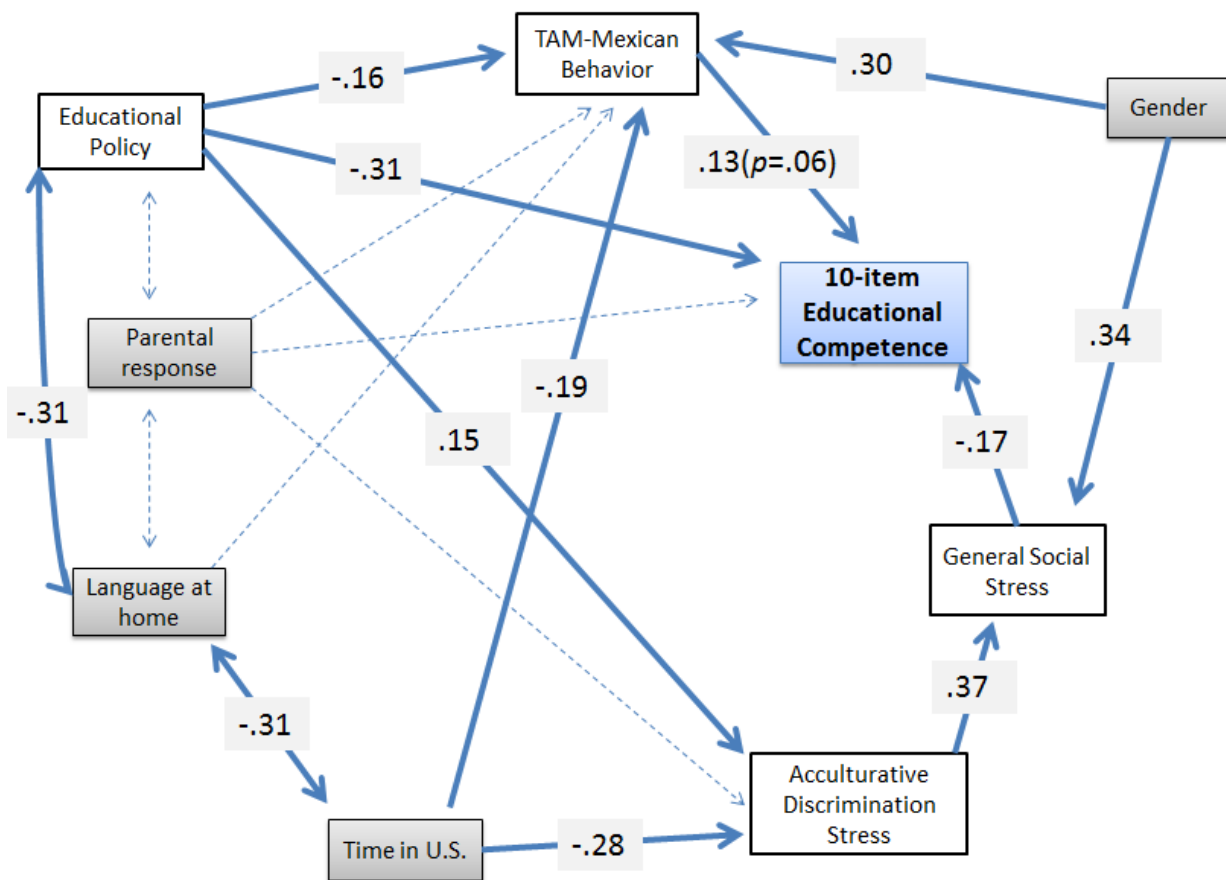 TAM-Mexican
Behavior
-.16
.30
Gender
Educational
Policy
-.31
.13(p=.06)
10-item
Educational
Competence
Parental
response
.34
-.19
-.31
.15
-.17
General Social
Stress
Language at
home
.37
-.31
Acculturative
Discrimination
Stress
Time in U.S.
-.28